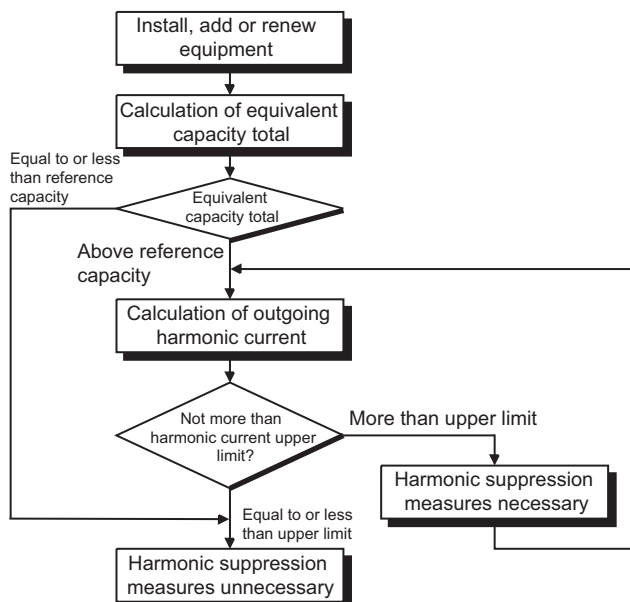 Install, add or renew
equipment
Calculation of equivalent
capacity total
Equal to or less
than reference
capacity
Equivalent
capacity total
Above reference
capacity
Calculation of outgoing
harmonic current
Not more than
harmonic current upper
limit?
More than upper limit
Harmonic suppression
measures necessary
Equal to or less
than upper limit
Harmonic suppression
measures unnecessary